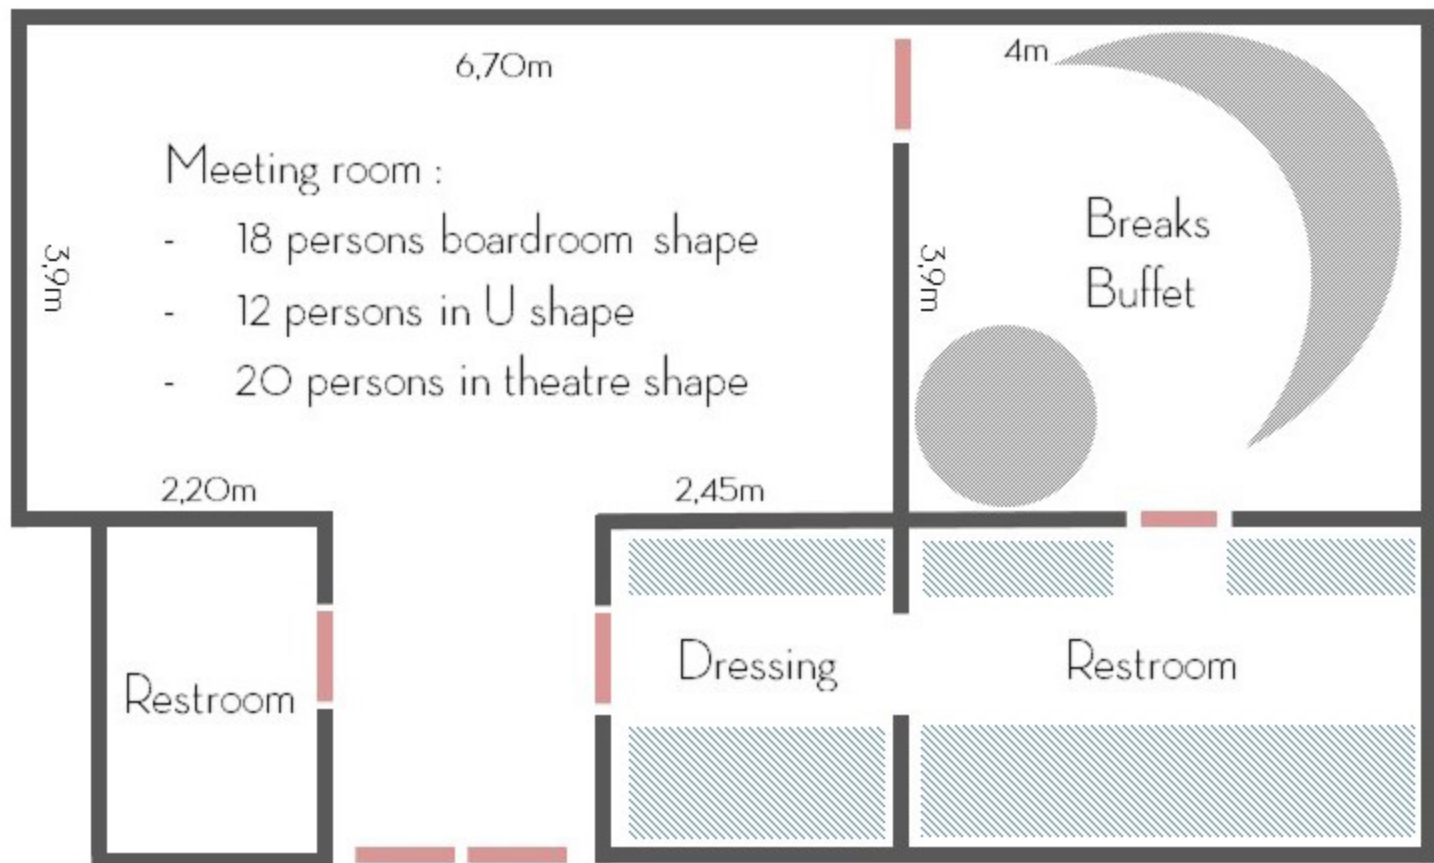 6,70m
4m
Meeting room :
- 18 persons boardroom shape
- 12 persons in U shape
- 20 persons in theatre shape
3,9m
3,9m
Breaks
Buffet
2,20m
2,45m
Restroom
Dressing
Restroom